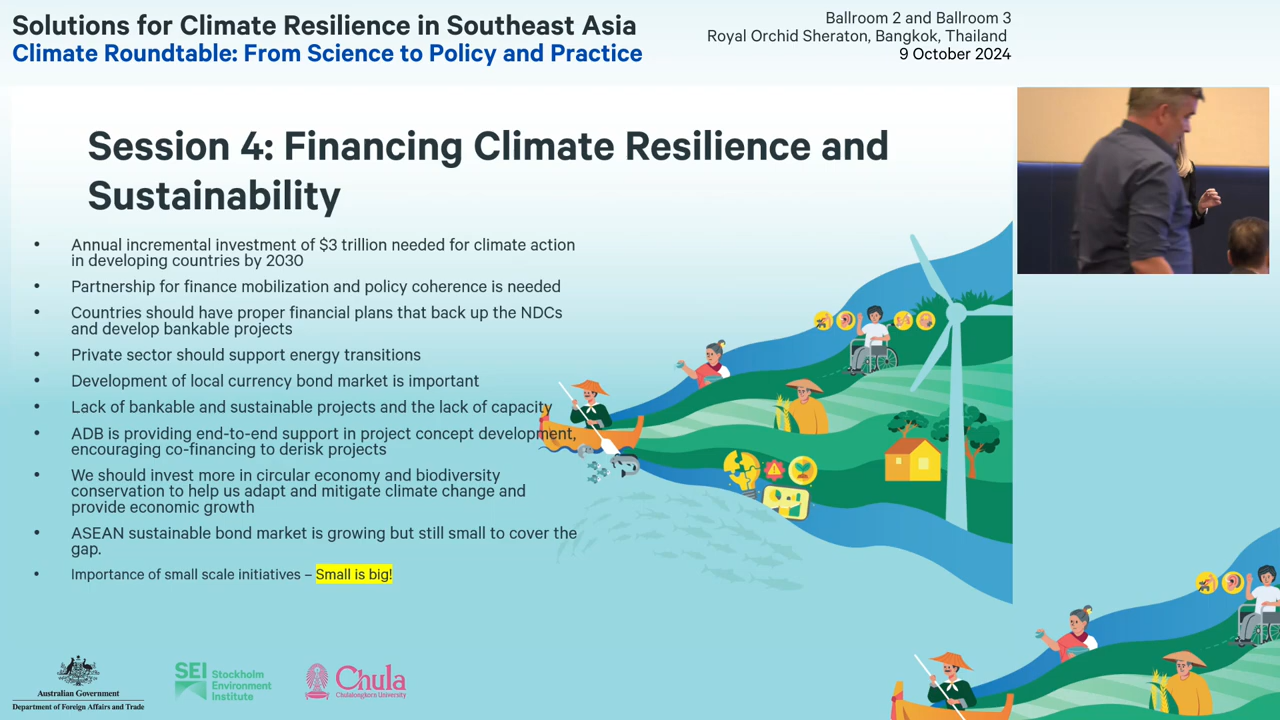 Solutions for Climate Resilience in Southeast Asia
Climate Roundtable: From Science to Policy and Practice
Ballroom 2 and Ballroom 3
Royal Orchid Sheraton, Bangkok, Thailand
9 October 2024
Session 4: Financing Climate Resilience and
Sustainability
• Annual incremental investment of $3 trillion needed for climate action
in developing countries by 2030
• Partnership for finance mobilization and policy coherence is needed
• Countries should have proper financial plans that back up the NDCs
and develop bankable projects
• Private sector should support energy transitions
• Development of local currency bond market is important
• Lack of bankable and sustainable projects and the lack of capacity
• ADB is providing end-to-end support in project concept development,
encouraging co-financing to derisk projects
• We should invest more in circular economy and biodiversity
conservation to help us adapt and mitigate climate change and
provide economic growth
• ASEAN sustainable bond market is growing but still small to cover the
gap.
• Importance of small scale initiatives – Small is big!
Australian Government
Department of Foreign Affairs and Trade
SEI Stockholm
Environment
Institute
Chula
Chulalongkorn University